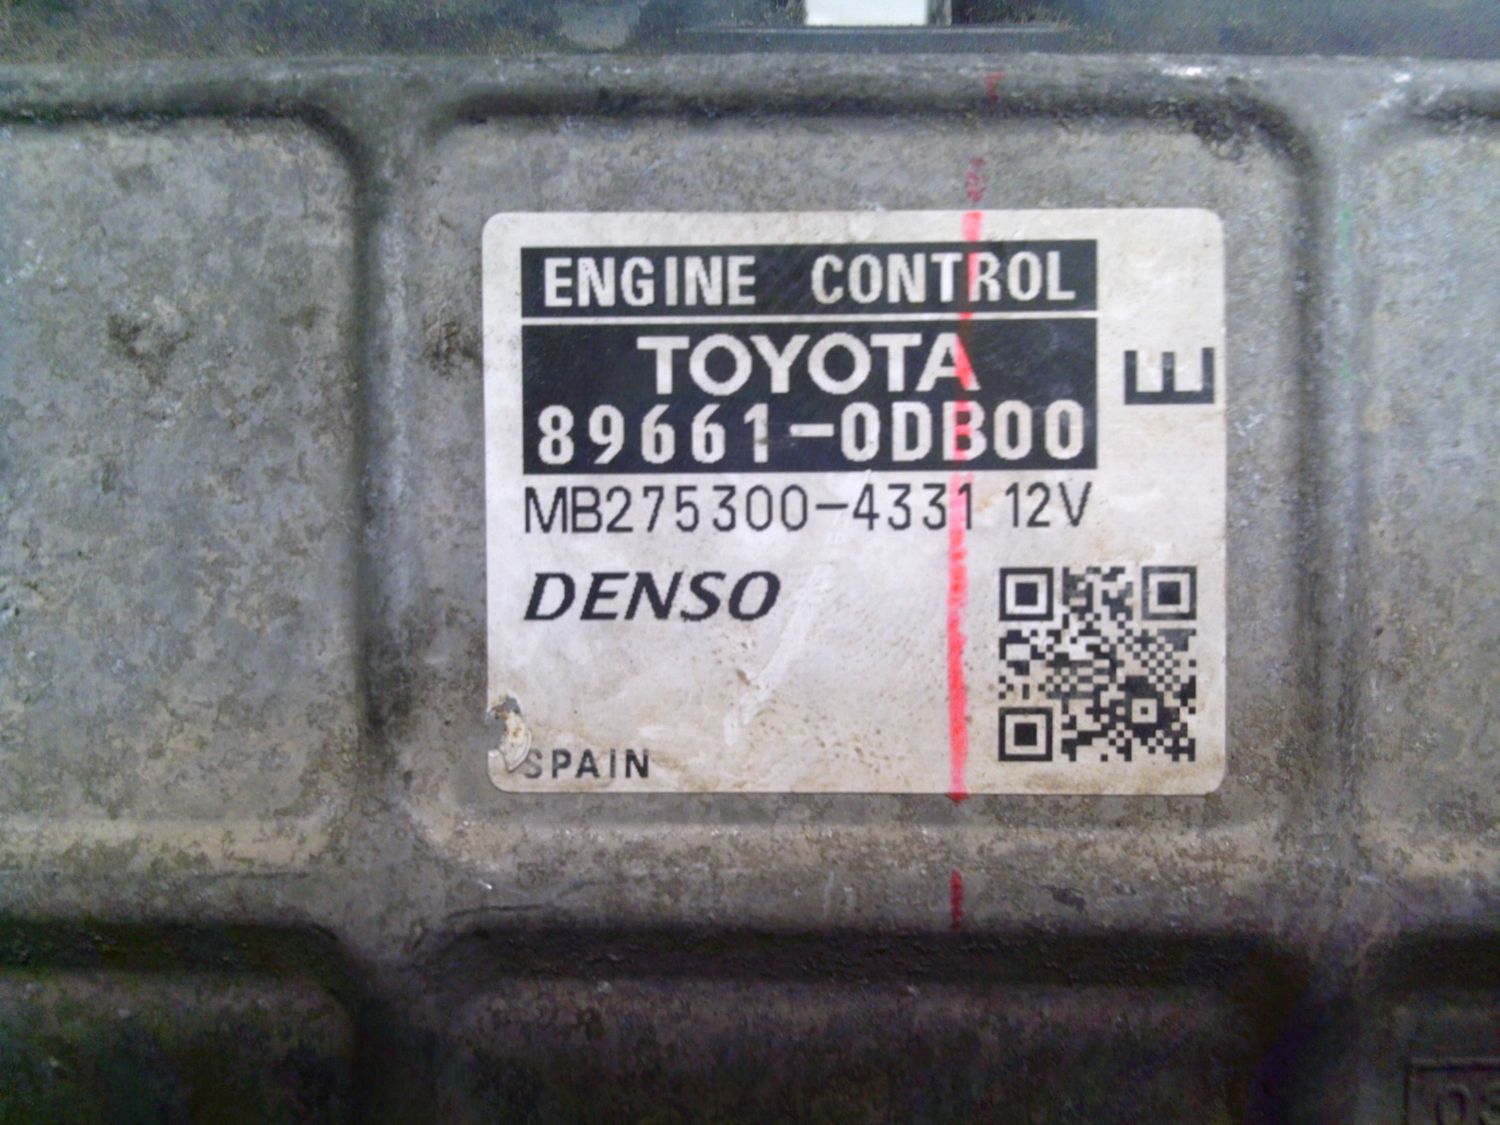 ENGINE CONTROL
TOYOTA
89661-0DB00
E
MB275300-4331 12V
DENSO
SPAIN